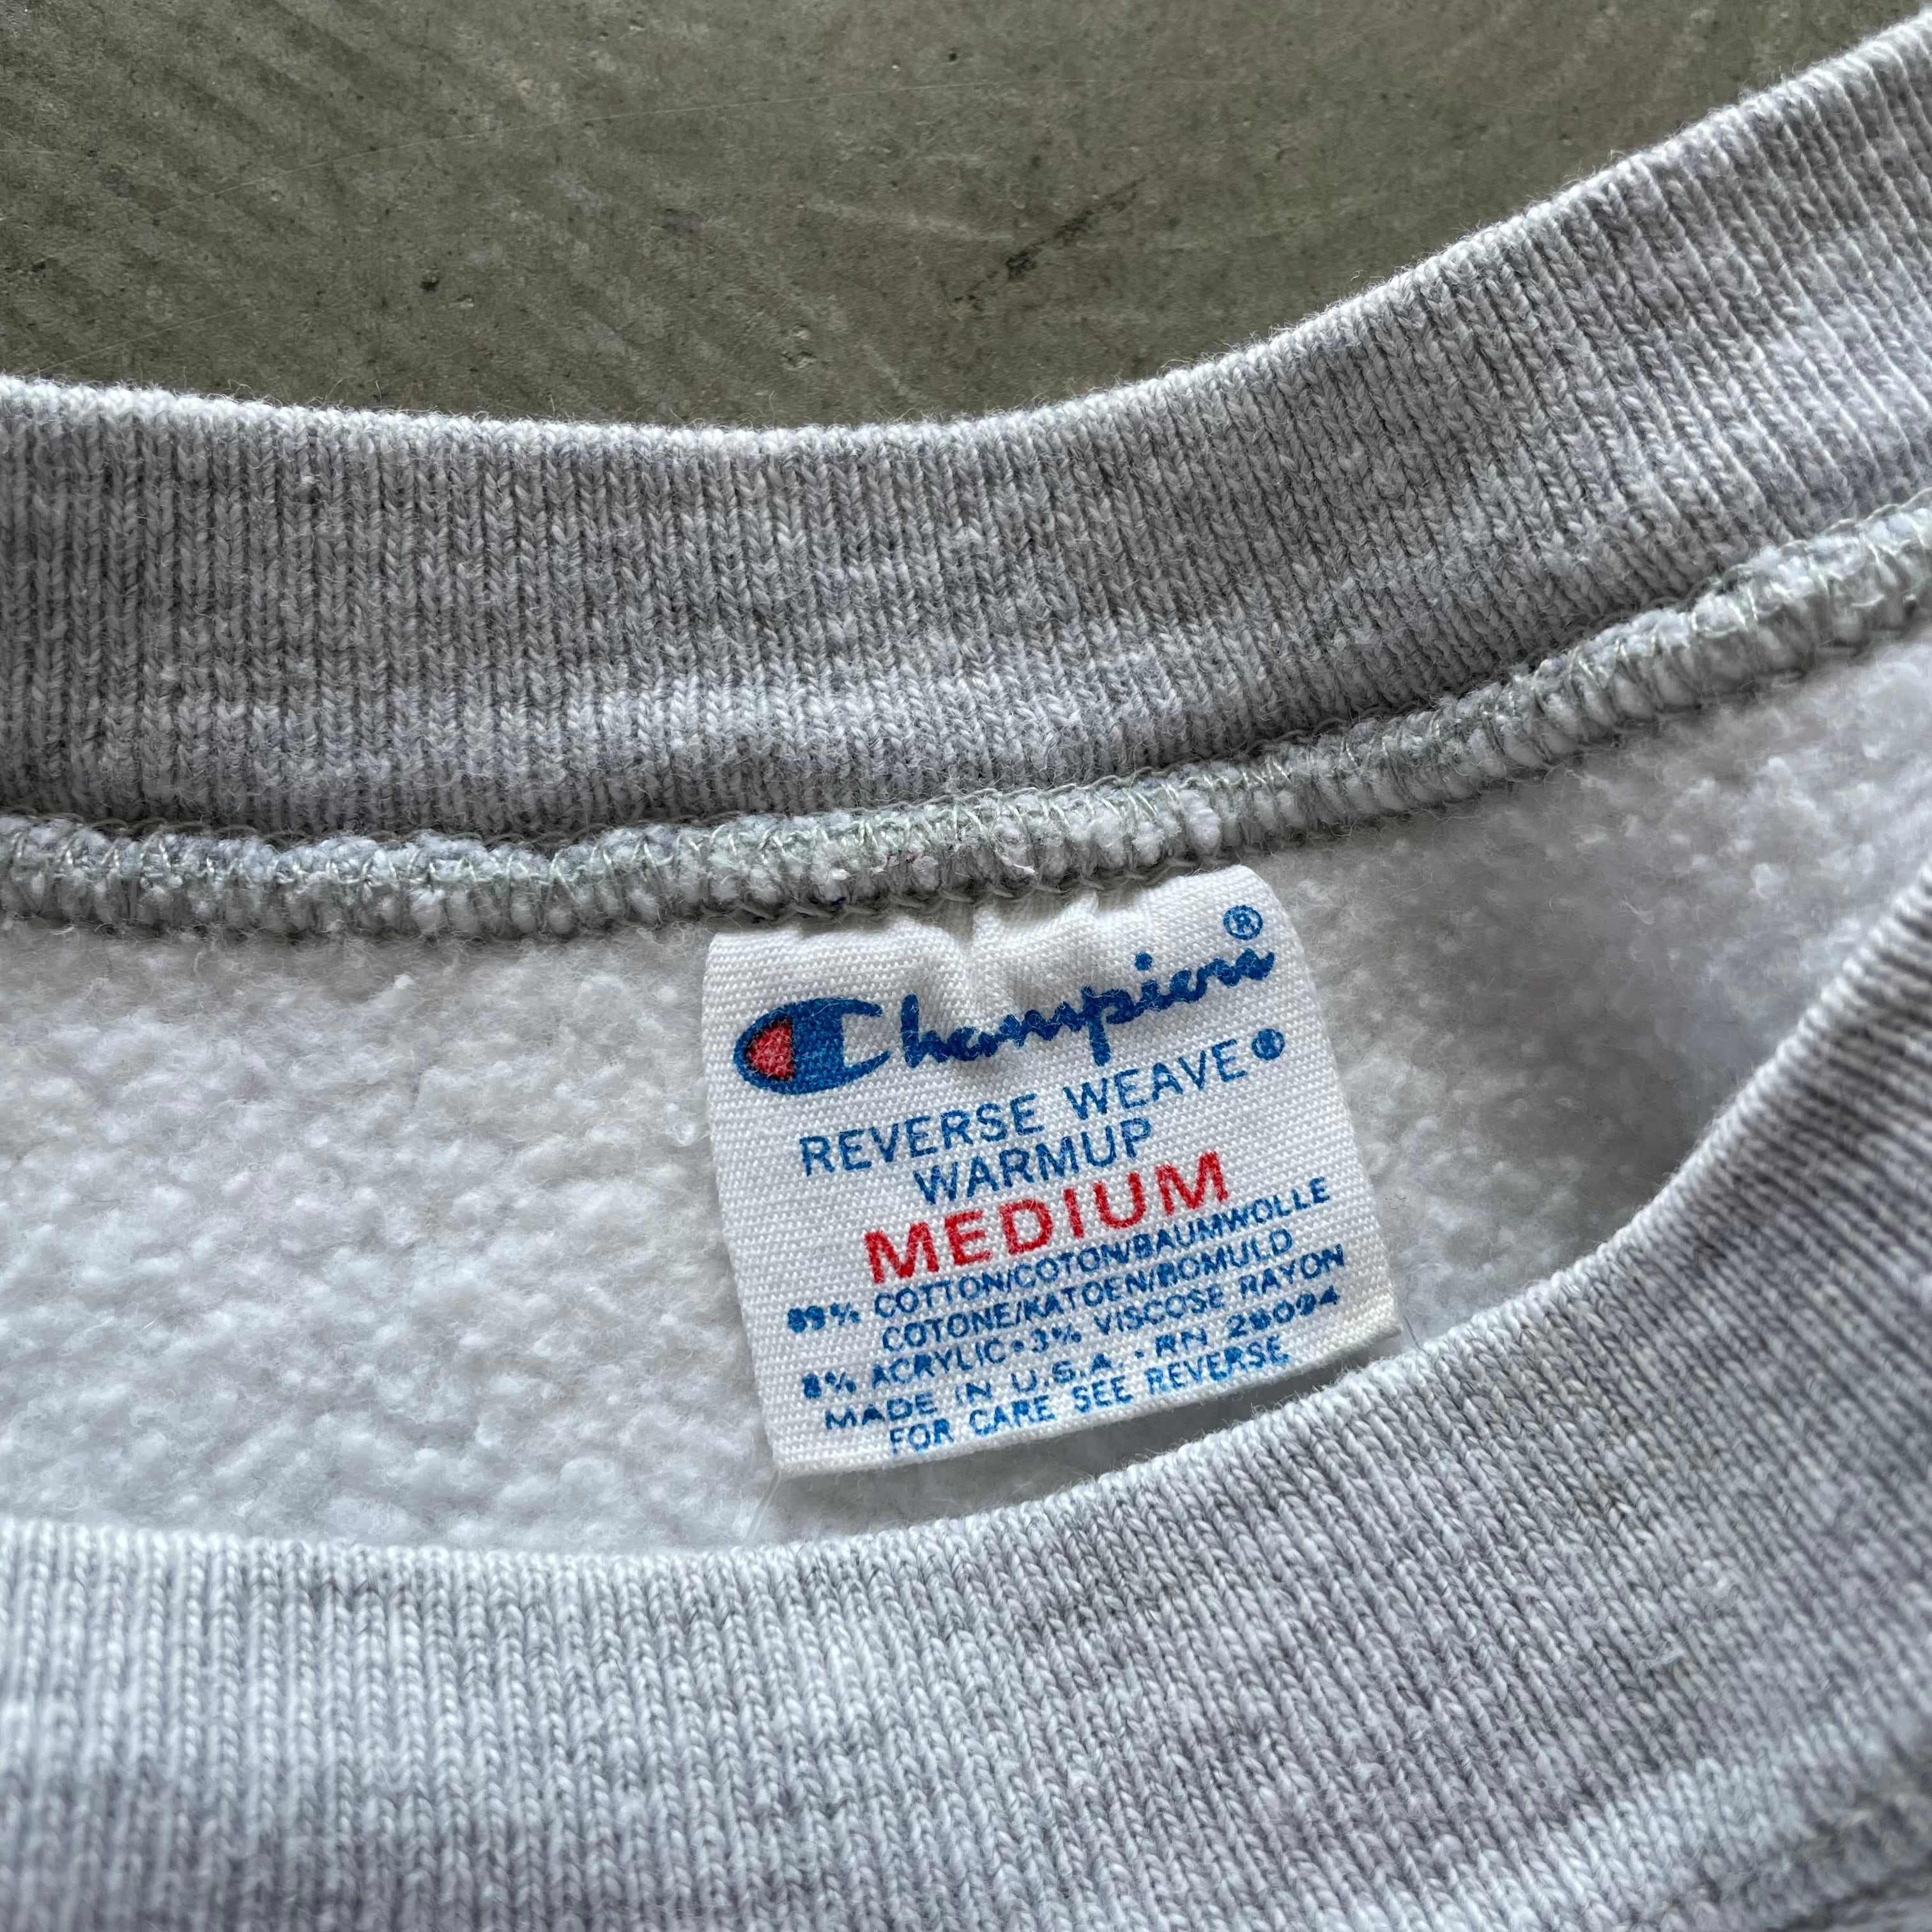 Champion®
REVERSE WEAVE®
WARMUP
MEDIUM
89% COTTON/COTON/BAUMWOLLE
COTONE/KATOEN/BOMULD
8% ACRYLIC • 3% VISCOSE RAYON
MADE IN U.S.A. • RN 26094
FOR CARE SEE REVERSE